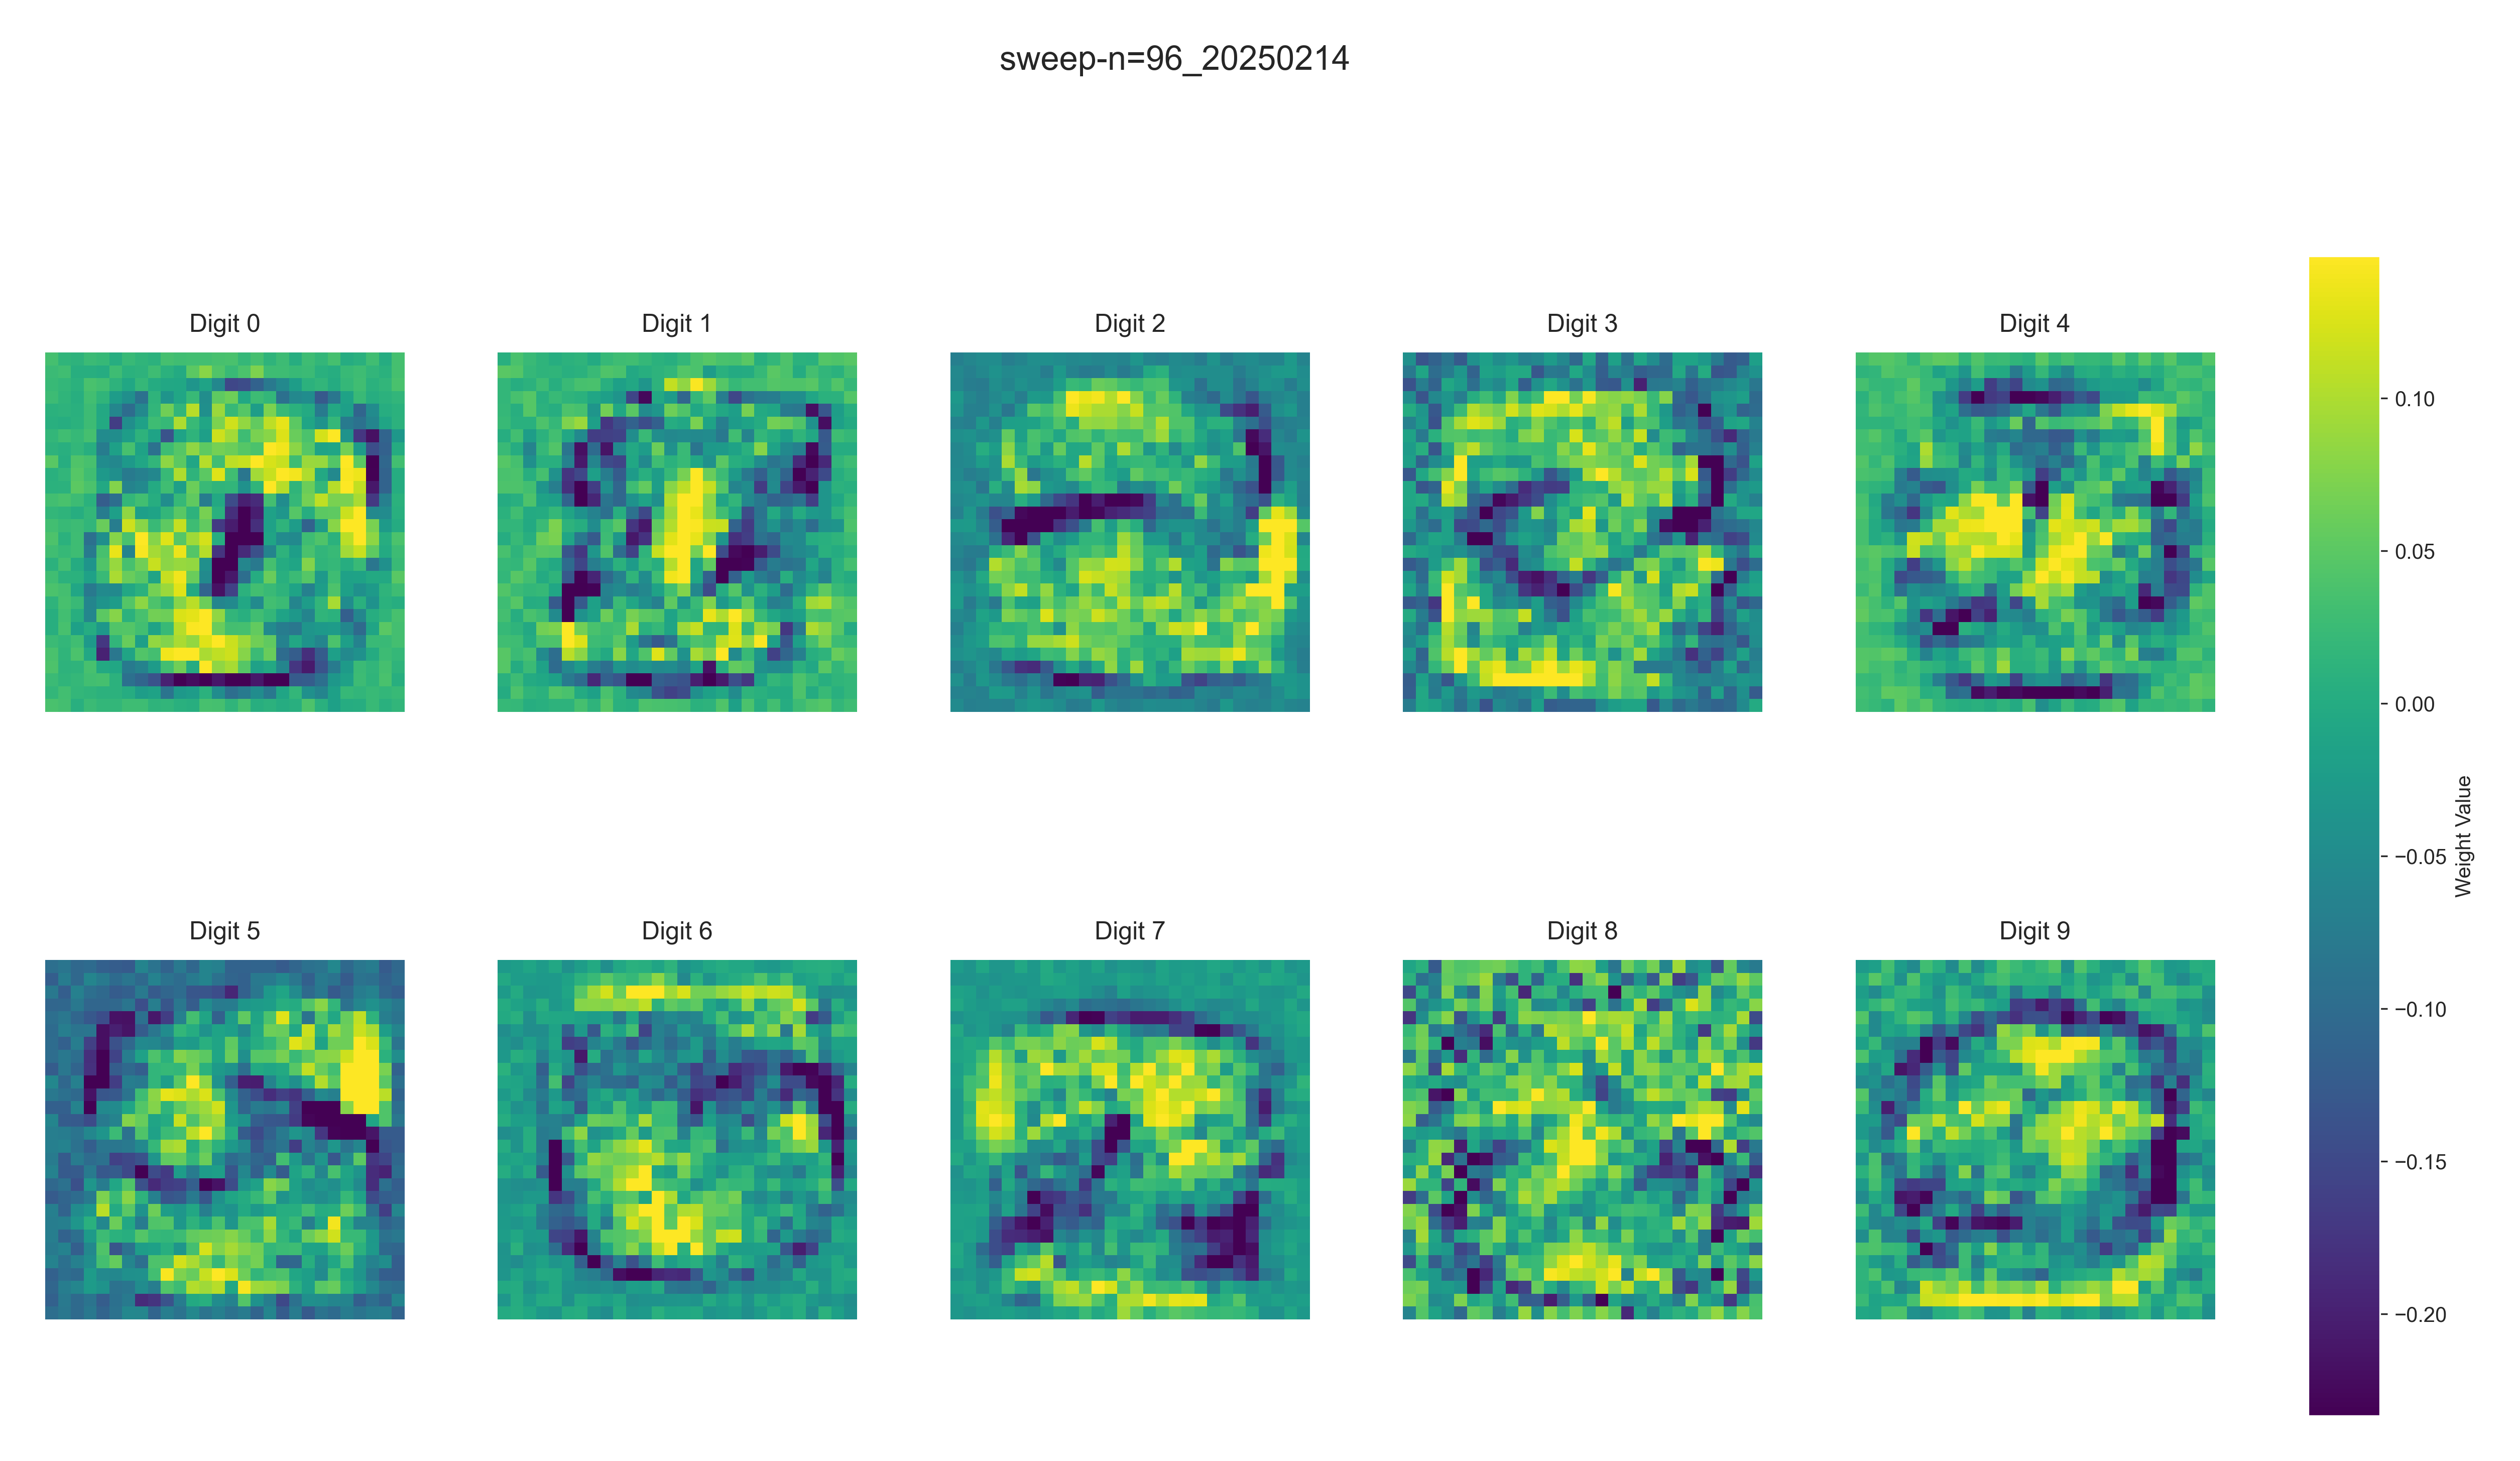 sweep-n=96_20250214
Digit 0
Digit 1
Digit 2
Digit 3
Digit 4
Digit 5
Digit 6
Digit 7
Digit 8
Digit 9
0.10
0.05
0.00
−0.05
−0.10
−0.15
−0.20
Weight Value